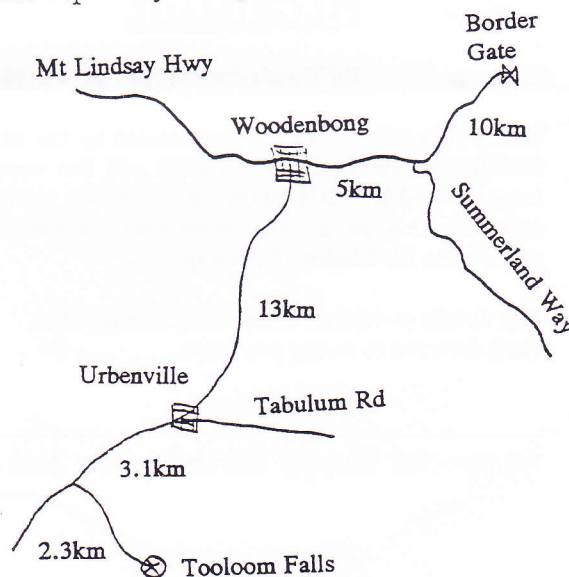 Border
Gate
Mt Lindsay Hwy
Woodenbong
10km
5km
Summerland Way
13km
Urbenville
Tabulum Rd
3.1km
2.3km
Tooloom Falls